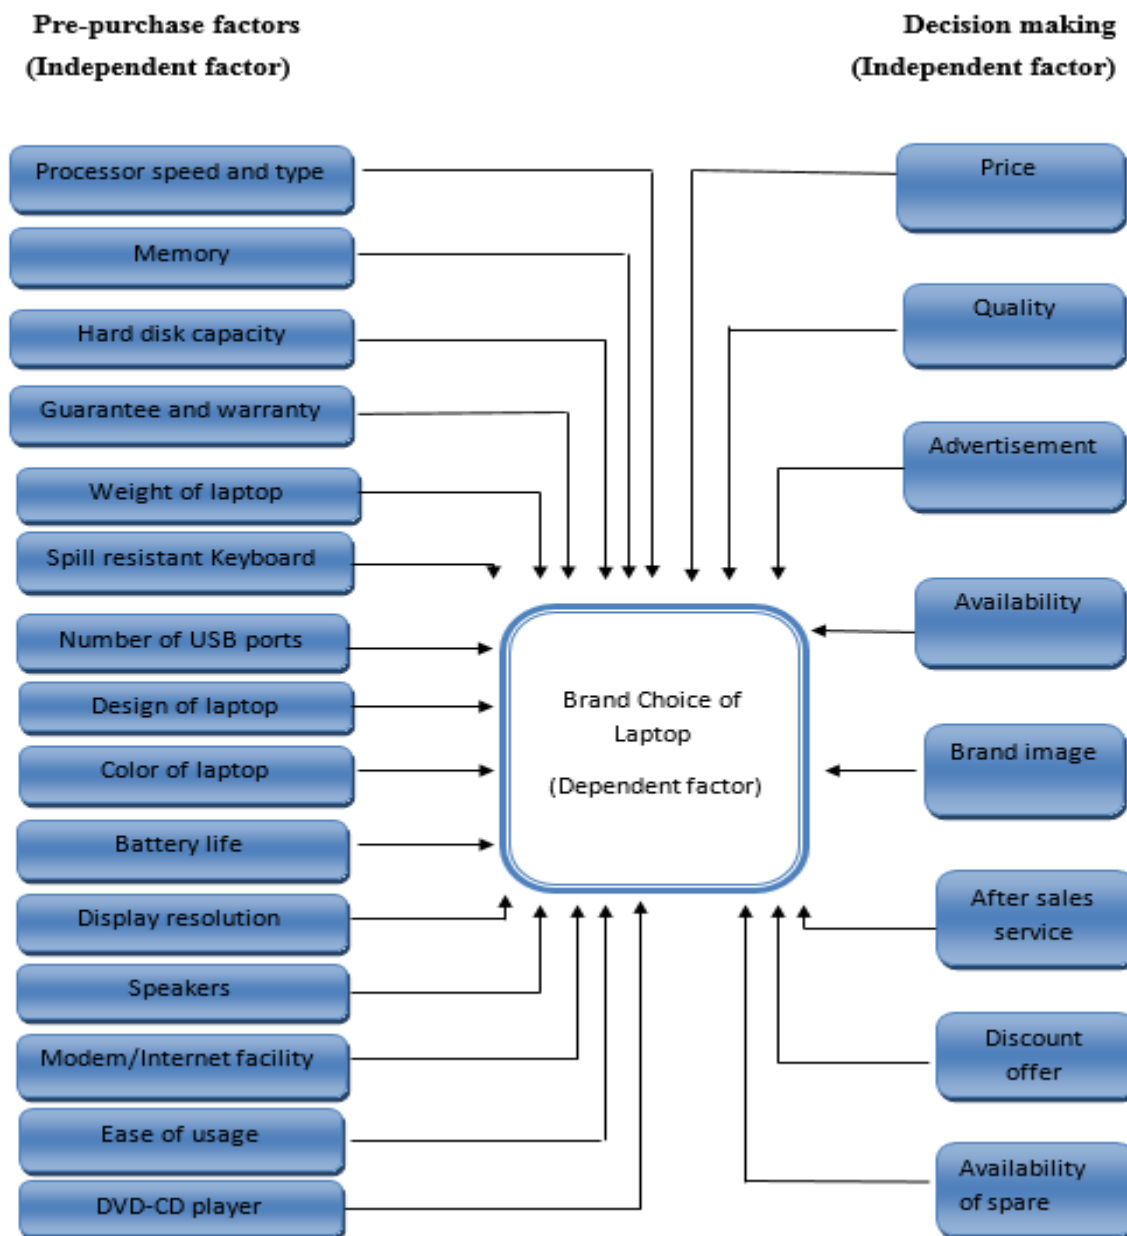 Pre-purchase factors
(Independent factor)
Decision making
(Independent factor)
Processor speed and type
Memory
Hard disk capacity
Guarantee and warranty
Weight of laptop
Spill resistant Keyboard
Number of USB ports
Design of laptop
Color of laptop
Battery life
Display resolution
Speakers
Modem/Internet facility
Ease of usage
DVD-CD player
Brand Choice of
Laptop
(Dependent factor)
Price
Quality
Advertisement
Availability
Brand image
After sales
service
Discount
offer
Availability
of spare